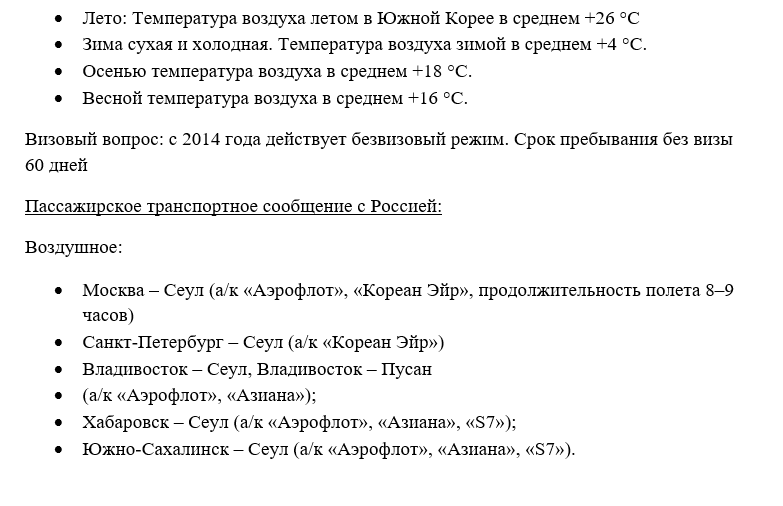 • Лето: Температура воздуха летом в Южной Корее в среднем +26 °C
• Зима сухая и холодная. Температура воздуха зимой в среднем +4 °C.
• Осенью температура воздуха в среднем +18 °C.
• Весной температура воздуха в среднем +16 °C.
Визовый вопрос: с 2014 года действует безвизовый режим. Срок пребывания без визы
60 дней
Пассажирское транспортное сообщение с Россией:
Воздушное:
• Москва – Сеул (а/к «Аэрофлот», «Кореан Эйр», продолжительность полета 8–9
часов)
• Санкт-Петербург – Сеул (а/к «Кореан Эйр»)
• Владивосток – Сеул, Владивосток – Пусан
• (а/к «Аэрофлот», «Азиана»);
• Хабаровск – Сеул (а/к «Аэрофлот», «Азиана», «S7»);
• Южно-Сахалинск – Сеул (а/к «Аэрофлот», «Азиана», «S7»).